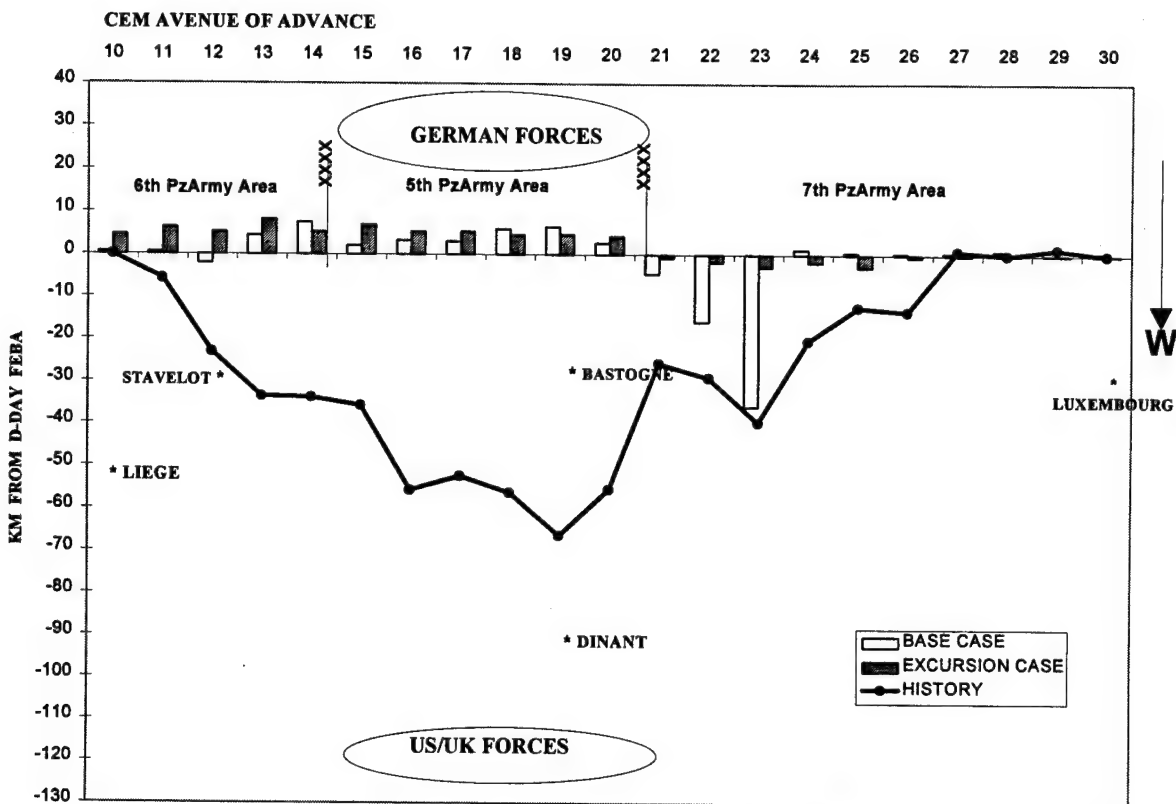 CEM AVENUE OF ADVANCE
10 11 12 13 14 15 16 17 18 19 20 21 22 23 24 25 26 27 28 29 30
40
30
20
10
0
-10
-20
-30
-40
-50
-60
-70
-80
-90
-100
-110
-120
-130
KM FROM D-DAY FEBA
GERMAN FORCES
XXXX
XXXX
6th PzArmy Area
5th PzArmy Area
7th PzArmy Area
W
STAVELOT *
* BASTOGNE
*
LUXEMBOURG
* LIEGE
* DINANT
BASE CASE
EXCURSION CASE
HISTORY
US/UK FORCES